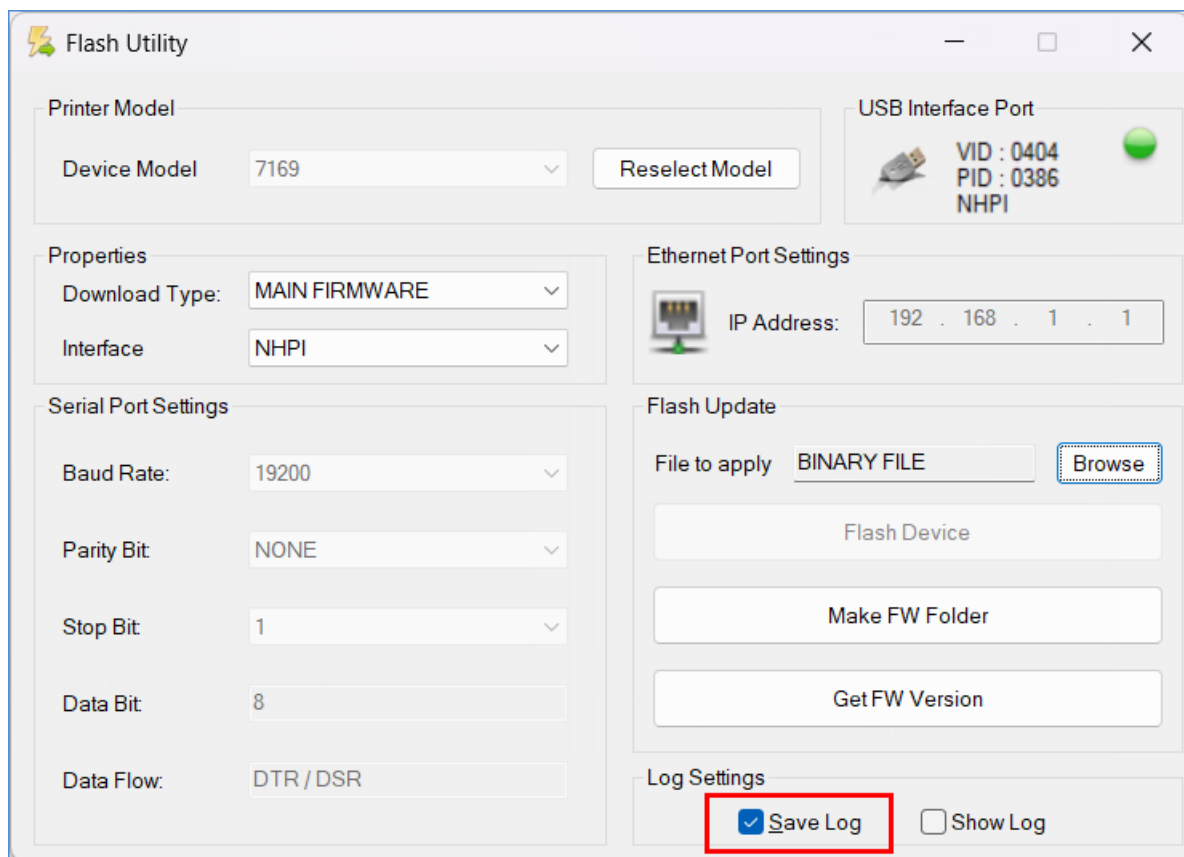 Flash Utility
Printer Model
Device Model 7169 Reselect Model
USB Interface Port
VID : 0404
PID : 0386
NHPI
Properties
Download Type: MAIN FIRMWARE
Interface NHPI
Ethernet Port Settings
IP Address: 192 . 168 . 1 . 1
Serial Port Settings
Baud Rate: 19200
Parity Bit: NONE
Stop Bit: 1
Data Bit: 8
Data Flow: DTR / DSR
Flash Update
File to apply BINARY FILE Browse
Flash Device
Make FW Folder
Get FW Version
Log Settings
Save Log Show Log